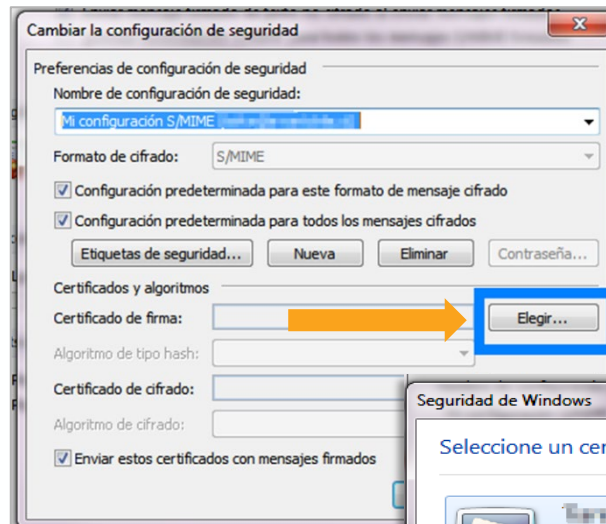 Cambiar la configuración de seguridad
Preferencias de configuración de seguridad
Nombre de configuración de seguridad:
Mi configuración S/MIME
Formato de cifrado: S/MIME
Configuración predeterminada para este formato de mensaje cifrado
Configuración predeterminada para todos los mensajes cifrados
Etiquetas de seguridad... Nueva Eliminar Contraseña...
Certificados y algoritmos
Certificado de firma: Elegir...
Algoritmo de tipo hash:
Certificado de cifrado:
Seguridad de Windows
Algoritmo de cifrado:
Seleccione un cer
Enviar estos certificados con mensajes firmados